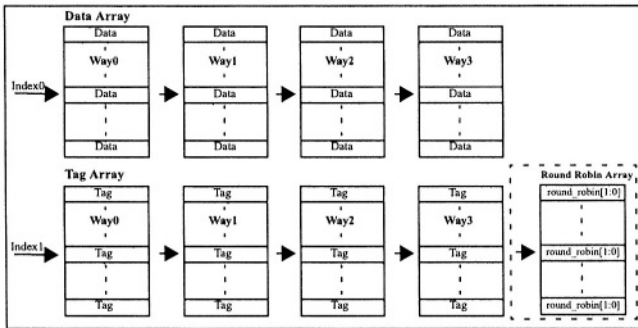 Data Array
Data Data Data Data
Way0 Way1 Way2 Way3
Index0
Data Data Data Data
Data Data Data Data
Tag Array
Round Robin Array
Tag Tag Tag Tag
round_robin[1:0]
Way0 Way1 Way2 Way3
Index1
Tag Tag Tag Tag
round_robin[1:0]
Tag Tag Tag Tag
round_robin[1:0]